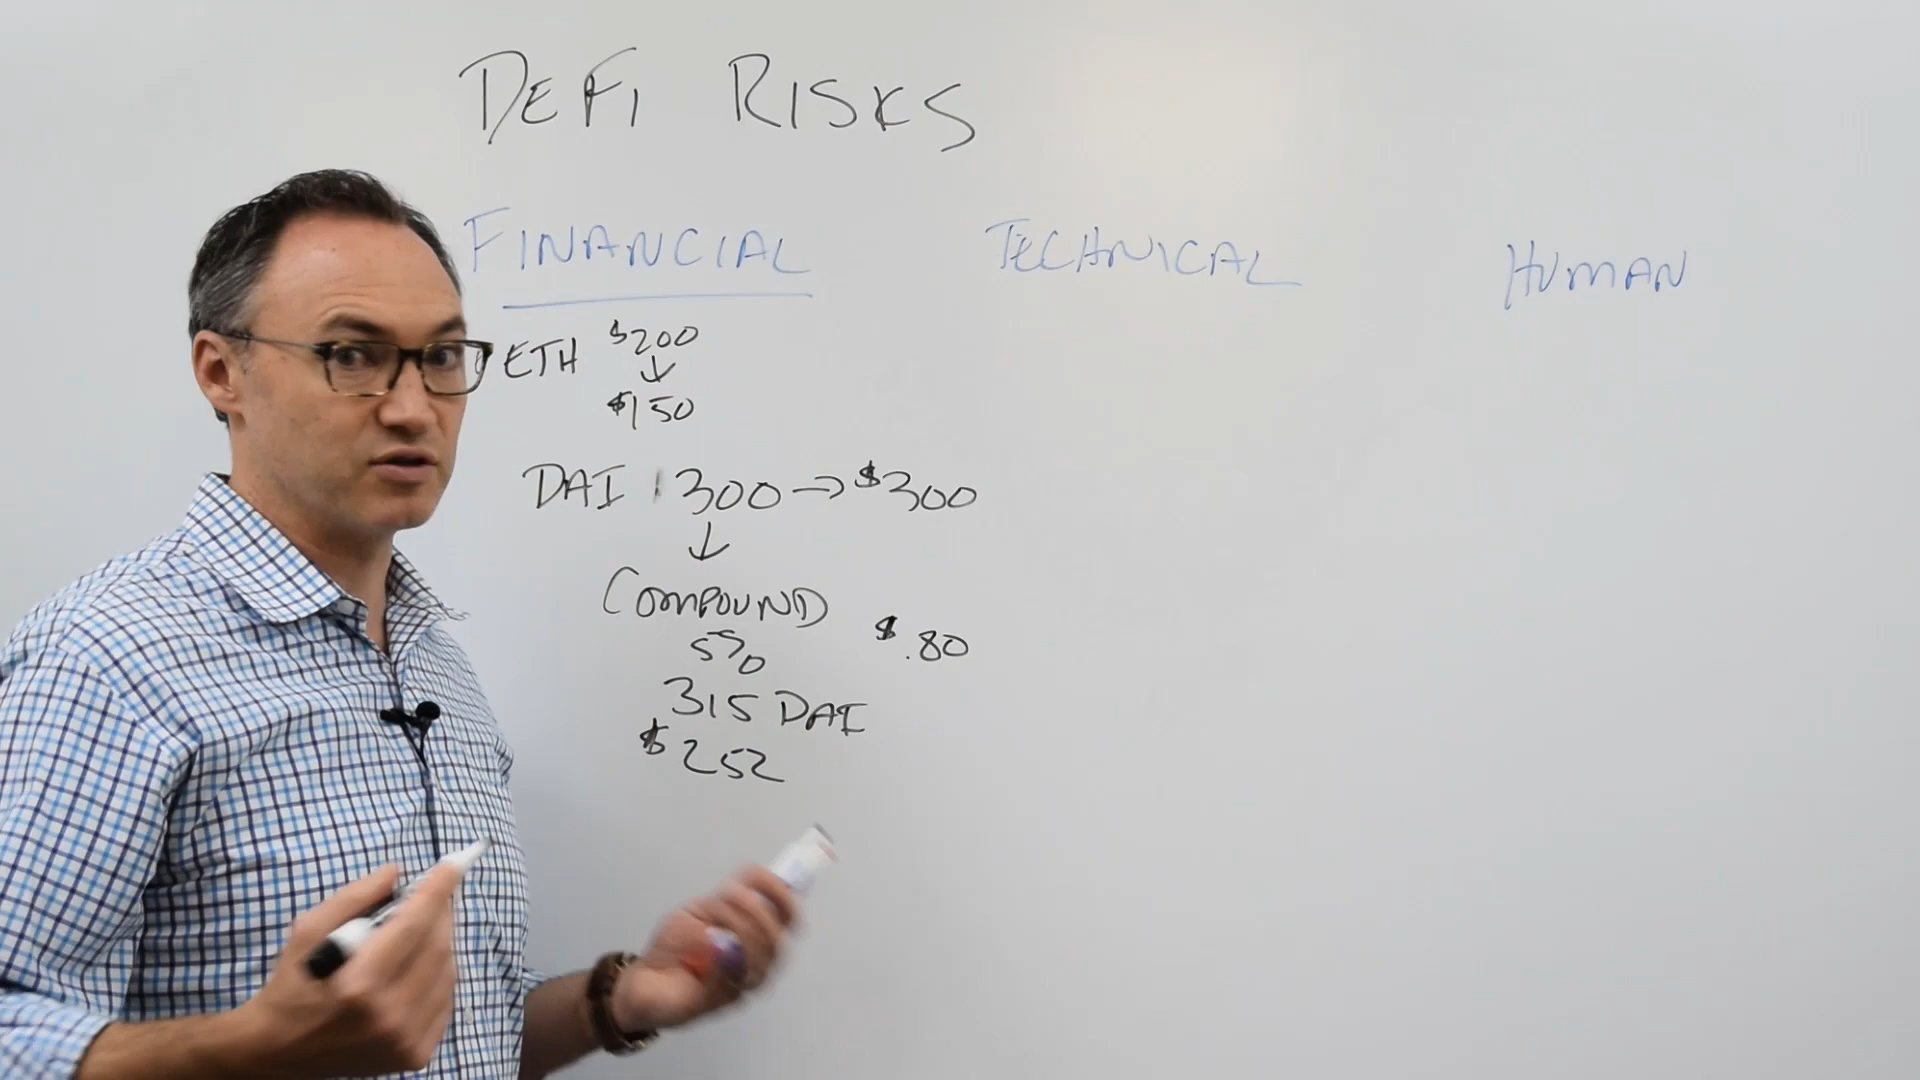 DEFI RISKS
FINANCIAL TECHNICAL HUMAN
ETH $200
↓
$150
DAI 300 → $300
↓
COMPOUND
5% $.80
315 DAI
$252